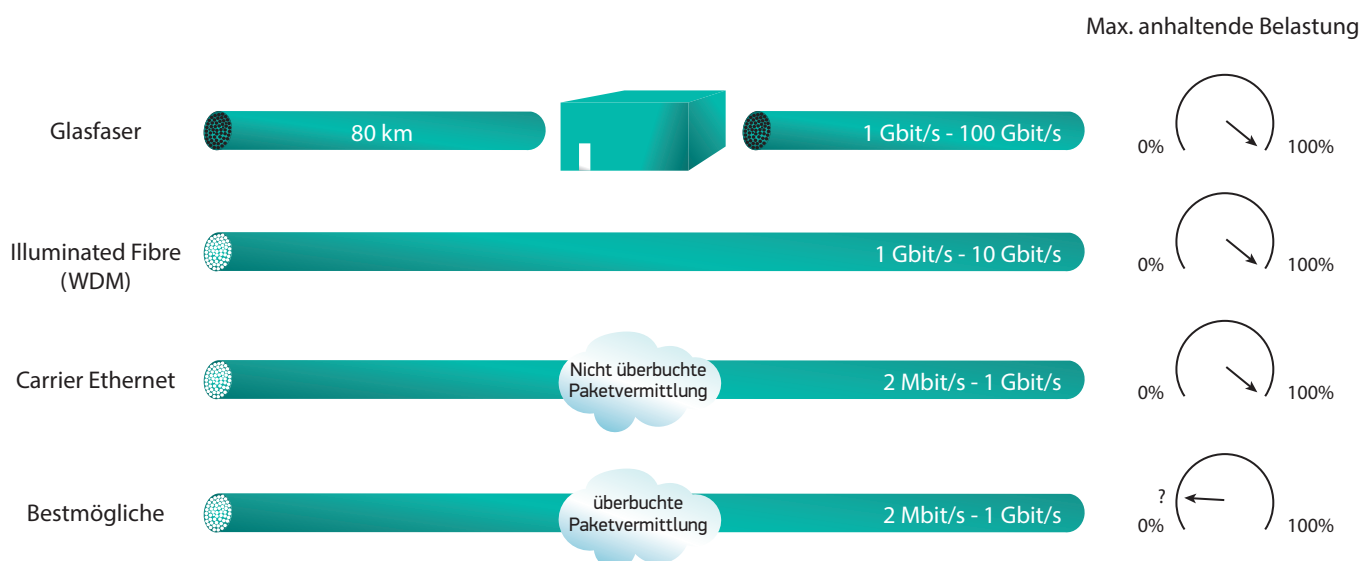 Max. anhaltende Belastung
Glasfaser
80 km
1 Gbit/s - 100 Gbit/s
0%
100%
Illuminated Fibre
(WDM)
1 Gbit/s - 10 Gbit/s
0%
100%
Carrier Ethernet
Nicht überbuchte
Paketvermittlung
2 Mbit/s - 1 Gbit/s
0%
100%
Bestmögliche
überbuchte
Paketvermittlung
2 Mbit/s - 1 Gbit/s
?
0%
100%